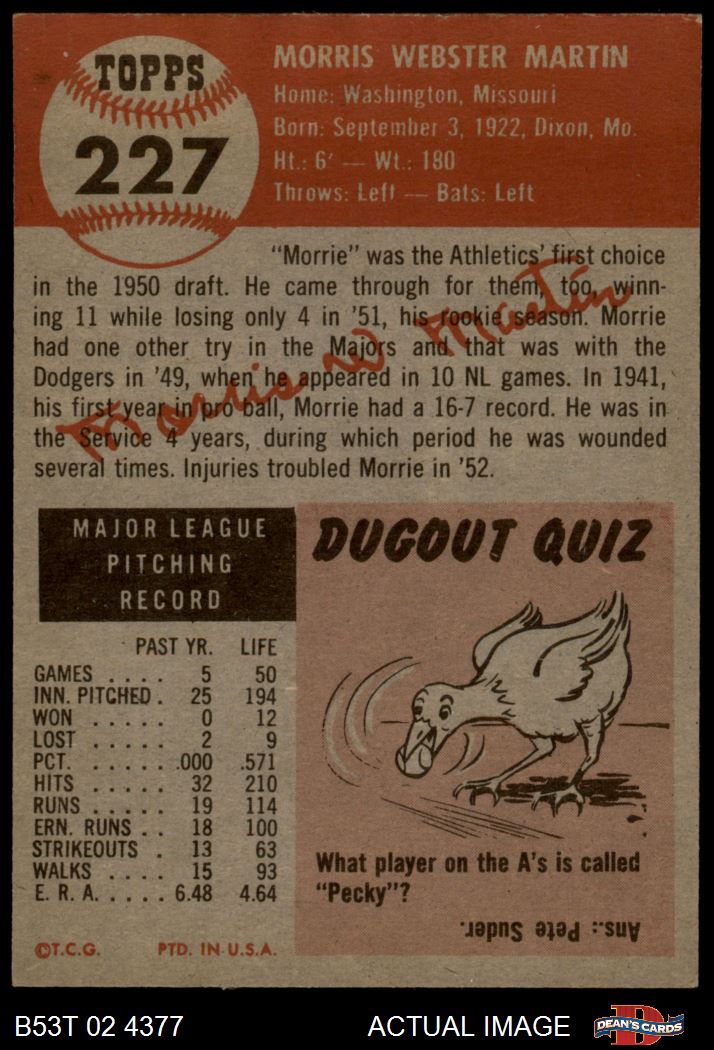 TOPPS
227
MORRIS WEBSTER MARTIN
Home: Washington, Missouri
Born: September 3, 1922, Dixon, Mo.
Ht.: 6' — Wt.: 180
Throws: Left — Bats: Left
"Morrie" was the Athletics' first choice
in the 1950 draft. He came through for them, too, winn-
ing 11 while losing only 4 in '51, his rookie season. Morrie
had one other try in the Majors and that was with the
Dodgers in '49, when he appeared in 10 NL games. In 1941,
his first year in pro ball, Morrie had a 16-7 record. He was in
the Service 4 years, during which period he was wounded
several times. Injuries troubled Morrie in '52.
Morrie W Martin
MAJOR LEAGUE
PITCHING
RECORD
PAST YR. LIFE
GAMES . . . . 5 50
INN. PITCHED . 25 194
WON . . . . . 0 12
LOST . . . . . 2 9
PCT. . . . . . .000 .571
HITS . . . . . 32 210
RUNS . . . . . 19 114
ERN. RUNS . . 18 100
STRIKEOUTS . 13 63
WALKS . . . . 15 93
E. R. A. . . . . 6.48 4.64
©T.C.G. PTD. IN U.S.A.
DUGOUT QUIZ
What player on the A's is called
"Pecky"?
Ans.: Pete Suder.
B53T 02 4377
ACTUAL IMAGE
D
DEAN'S CARDS